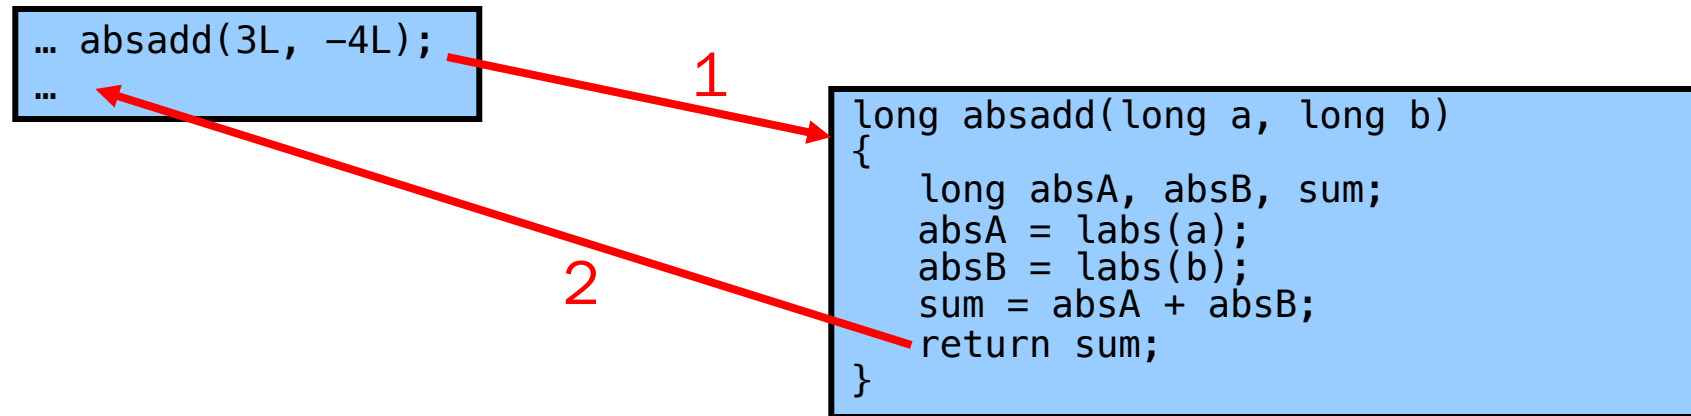 … absadd(3L, −4L);
…
1
long absadd(long a, long b)
{
long absA, absB, sum;
absA = labs(a);
absB = labs(b);
sum = absA + absB;
return sum;
}
2